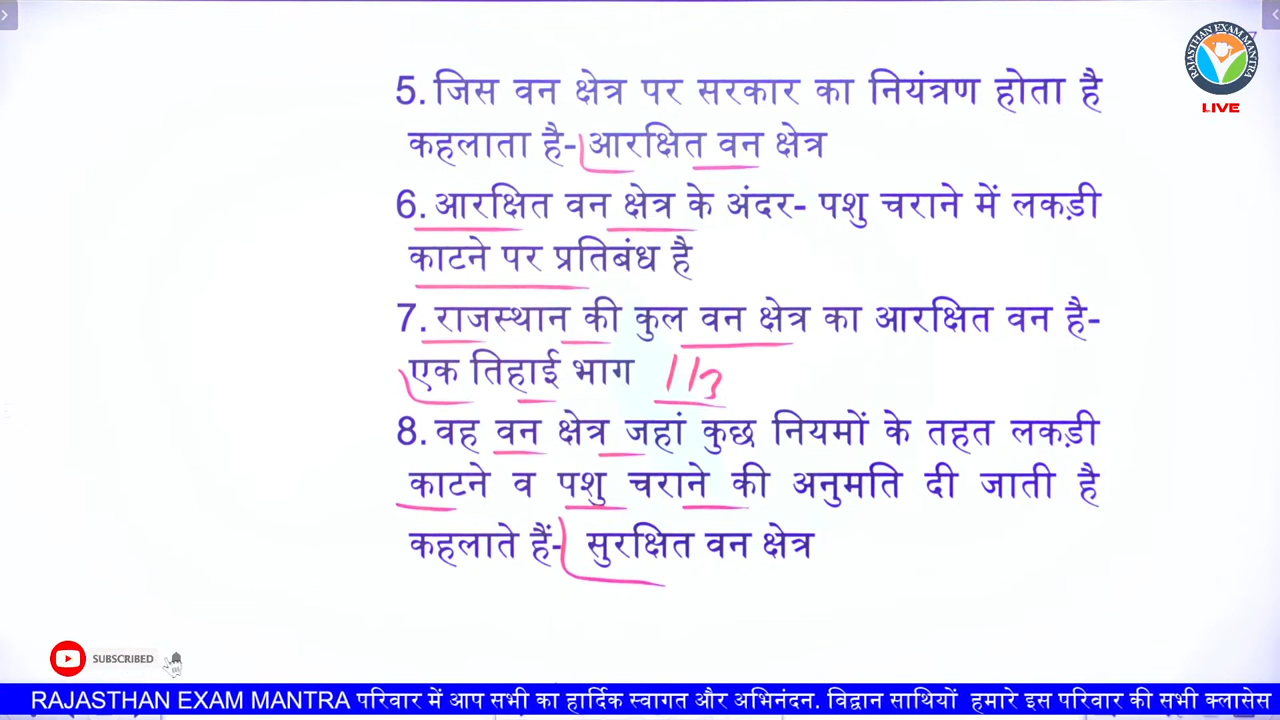 RAJASTHAN EXAM MANTRA
LIVE
5. जिस वन क्षेत्र पर सरकार का नियंत्रण होता है
कहलाता है- आरक्षित वन क्षेत्र
6. आरक्षित वन क्षेत्र के अंदर- पशु चराने में लकड़ी
काटने पर प्रतिबंध है
7. राजस्थान की कुल वन क्षेत्र का आरक्षित वन है-
एक तिहाई भाग 1/3
8. वह वन क्षेत्र जहां कुछ नियमों के तहत लकड़ी
काटने व पशु चराने की अनुमति दी जाती है
कहलाते हैं- सुरक्षित वन क्षेत्र
SUBSCRIBED
RAJASTHAN EXAM MANTRA परिवार में आप सभी का हार्दिक स्वागत और अभिनंदन. विद्वान साथियों हमारे इस परिवार की सभी क्लासेस